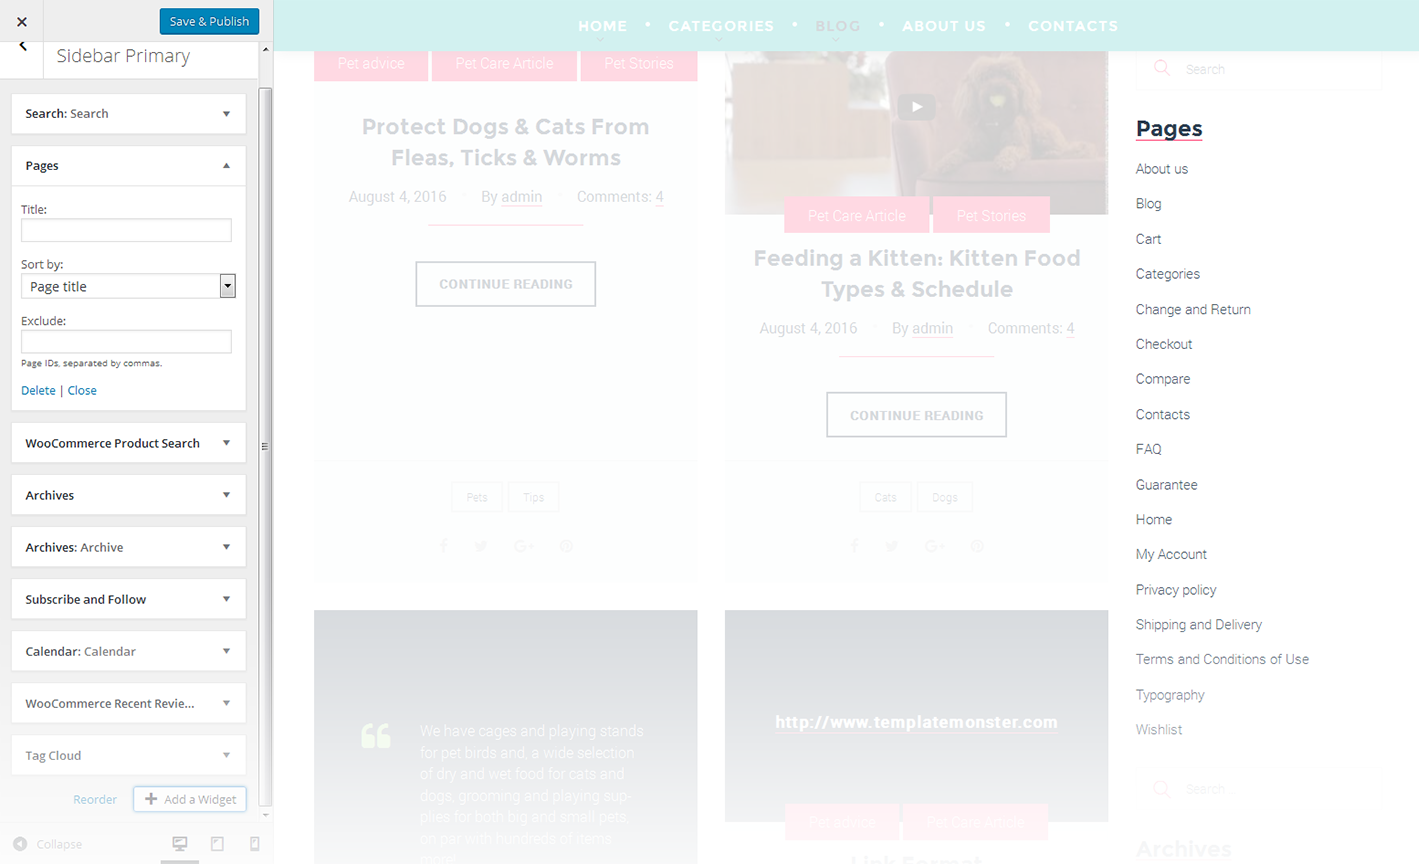 Save & Publish
Sidebar Primary
Search: Search
Pages
Title:
Sort by:
Page title
Exclude:
Page IDs, separated by commas.
Delete | Close
WooCommerce Product Search
Archives
Archives: Archive
Subscribe and Follow
Calendar: Calendar
WooCommerce Recent Revie...
Tag Cloud
Reorder
Add a Widget
Collapse
HOME • CATEGORIES • BLOG • ABOUT US • CONTACTS
Pet advice
Pet Care Article
Pet Stories
Protect Dogs & Cats From
Fleas, Ticks & Worms
August 4, 2016 By admin Comments: 4
CONTINUE READING
Pets
Tips
G+
We have cages and playing stands
for pet birds and, a wide selection
of dry and wet food for cats and
dogs, grooming and playing sup-
plies for both big and small pets,
on par with hundreds of items
more.
Pet Care Article
Pet Stories
Feeding a Kitten: Kitten Food
Types & Schedule
August 4, 2016 By admin Comments: 4
CONTINUE READING
Cats
Dogs
G+
http://www.templatemonster.com
Pet advice
Pet Care Article
Link Format
Search
Pages
About us
Blog
Cart
Categories
Change and Return
Checkout
Compare
Contacts
FAQ
Guarantee
Home
My Account
Privacy policy
Shipping and Delivery
Terms and Conditions of Use
Typography
Wishlist
Search...
Archives